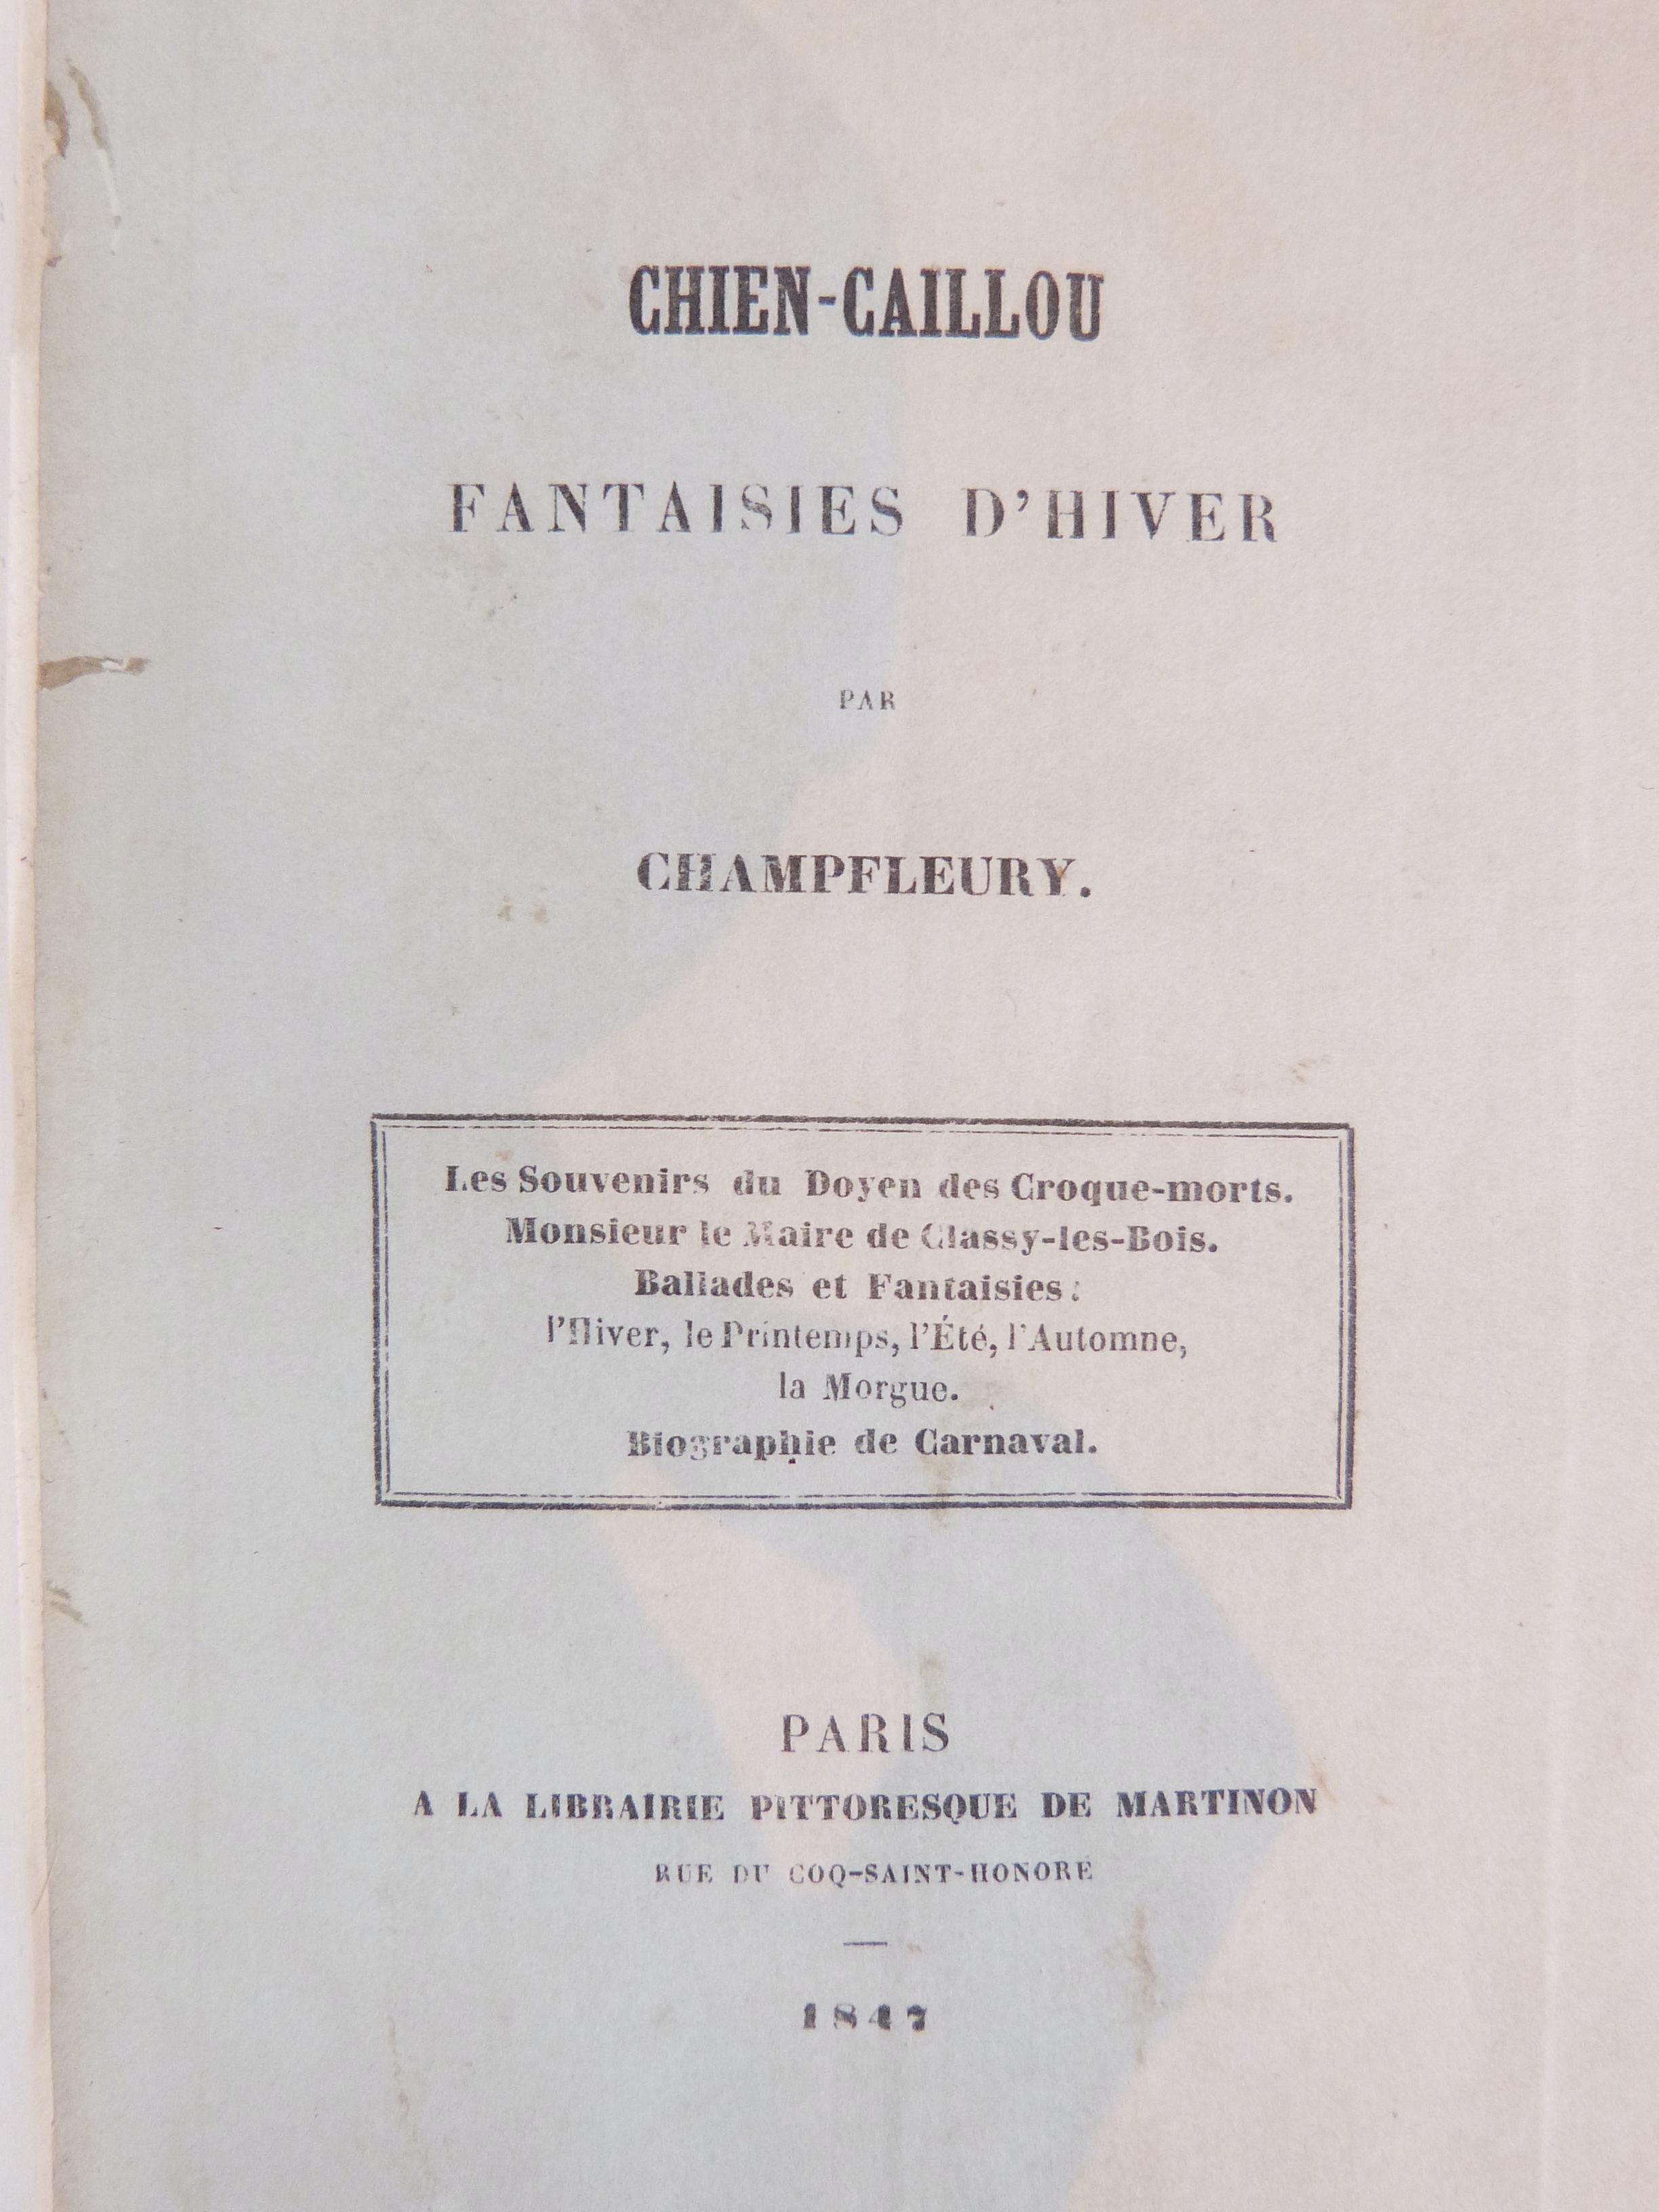 CHIEN-CAILLOU
FANTAISIES D'HIVER
PAR
CHAMPFLEURY.
Les Souvenirs du Doyen des Croque-morts.
Monsieur le Maire de Classy-les-Bois.
Ballades et Fantaisies :
l'Hiver, le Printemps, l'Été, l'Automne,
la Morgue.
Biographie de Carnaval.
PARIS
A LA LIBRAIRIE PITTORESQUE DE MARTINON
RUE DU COQ-SAINT-HONORÉ
1847